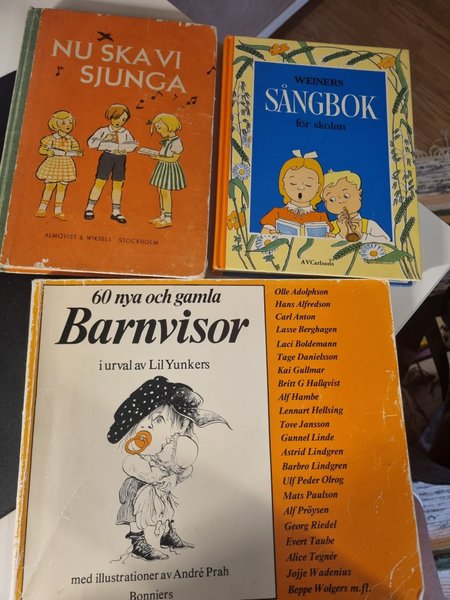 NU SKA VI
SJUNGA
ALMQVIST & WIKSELL STOCKHOLM
WEINERS
SÅNGBOK
för skolan
AVCarlsons
60 nya och gamla
Barnvisor
i urval av Lil Yunkers
med illustrationer av André Prah
Bonniers
Olle Adolphson
Hans Alfredson
Carl Anton
Lasse Berghagen
Laci Boldemann
Tage Danielsson
Kai Gullmar
Britt G Hallqvist
Alf Hambe
Lennart Hellsing
Tove Jansson
Gunnel Linde
Astrid Lindgren
Barbro Lindgren
Ulf Peder Olrog
Mats Paulson
Alf Pröysen
Georg Riedel
Evert Taube
Alice Tegnér
Jojje Wadenius
Beppe Wolgers m.fl.